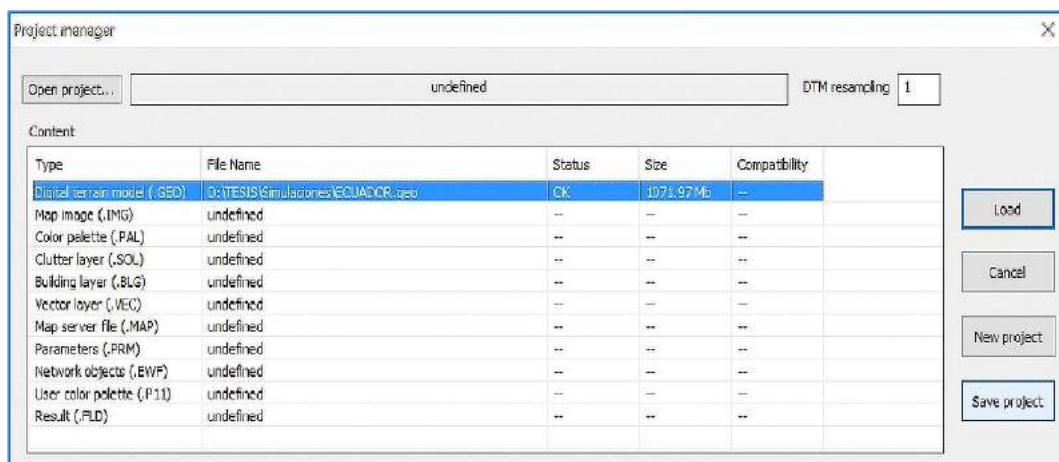 Project manager
Open project... undefined DTM resampling 1
Content
Type File Name Status Size Compatibility
Digital terrain model (.GEO) D:\TESIS\Simulaciones\ECUADOR.geo OK 1071.97Mb --
Map image (.IMG) undefined -- -- --
Color palette (.PAL) undefined -- -- --
Clutter layer (.SOL) undefined -- -- --
Building layer (.BLG) undefined -- -- --
Vector layer (.VEC) undefined -- -- --
Map server file (.MAP) undefined -- -- --
Parameters (.PRM) undefined -- -- --
Network objects (.EWF) undefined -- -- --
User color palette (.P11) undefined -- -- --
Result (.FLD) undefined -- -- --
Load
Cancel
New project
Save project